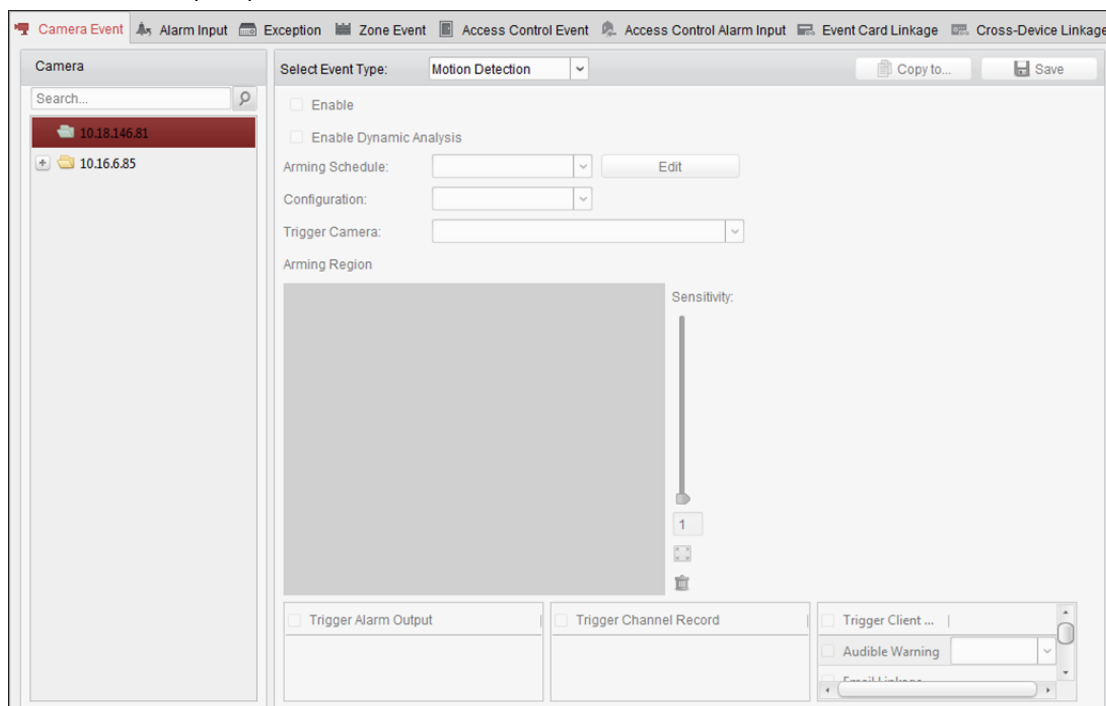 Camera Event Alarm Input Exception Zone Event Access Control Event Access Control Alarm Input Event Card Linkage Cross-Device Linkage
Camera
Select Event Type: Motion Detection Copy to... Save
Search...
Enable
10.18.146.81
Enable Dynamic Analysis
10.16.6.85
Arming Schedule: Edit
Configuration:
Trigger Camera:
Arming Region
Sensitivity:
1
Trigger Alarm Output Trigger Channel Record Trigger Client ...
Audible Warning
Email Linkage